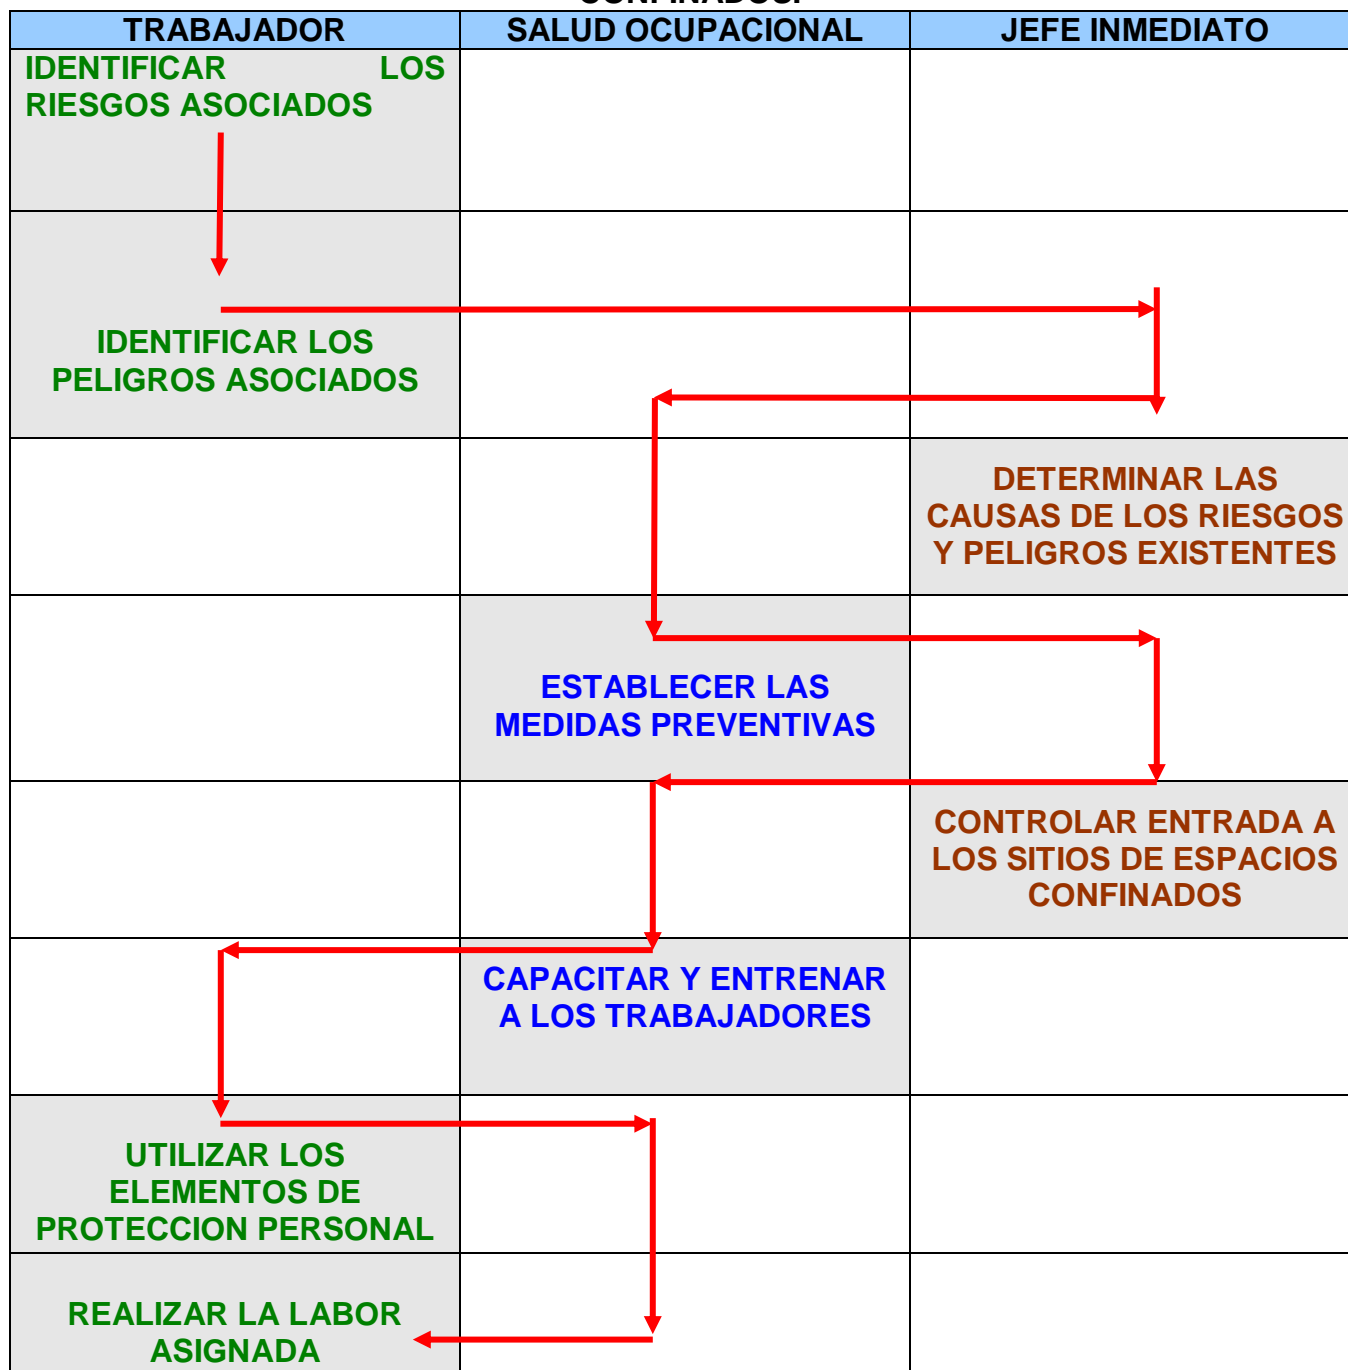 CONFINADOS.
TRABAJADOR SALUD OCUPACIONAL JEFE INMEDIATO
IDENTIFICAR LOS
RIESGOS ASOCIADOS
IDENTIFICAR LOS
PELIGROS ASOCIADOS
DETERMINAR LAS
CAUSAS DE LOS RIESGOS
Y PELIGROS EXISTENTES
ESTABLECER LAS
MEDIDAS PREVENTIVAS
CONTROLAR ENTRADA A
LOS SITIOS DE ESPACIOS
CONFINADOS
CAPACITAR Y ENTRENAR
A LOS TRABAJADORES
UTILIZAR LOS
ELEMENTOS DE
PROTECCION PERSONAL
REALIZAR LA LABOR
ASIGNADA